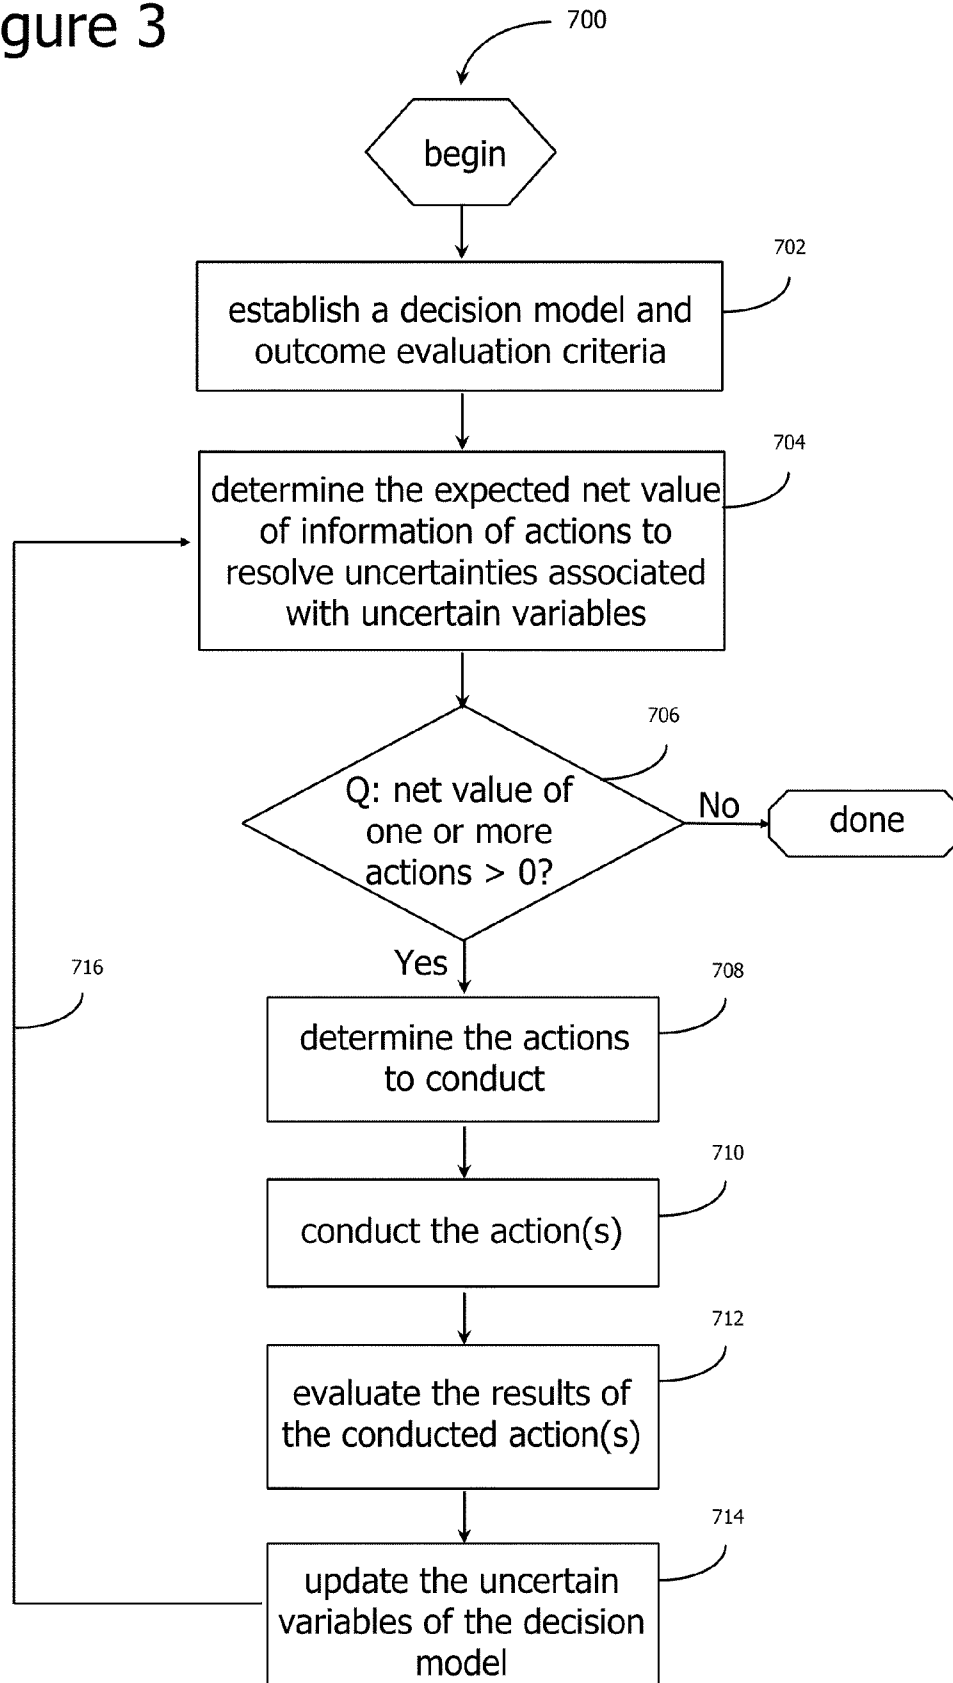 gure 3
700
begin
702
establish a decision model and
outcome evaluation criteria
704
determine the expected net value
of information of actions to
resolve uncertainties associated
with uncertain variables
706
Q: net value of
one or more
actions > 0?
No
done
Yes
716
708
determine the actions
to conduct
710
conduct the action(s)
712
evaluate the results of
the conducted action(s)
714
update the uncertain
variables of the decision
model